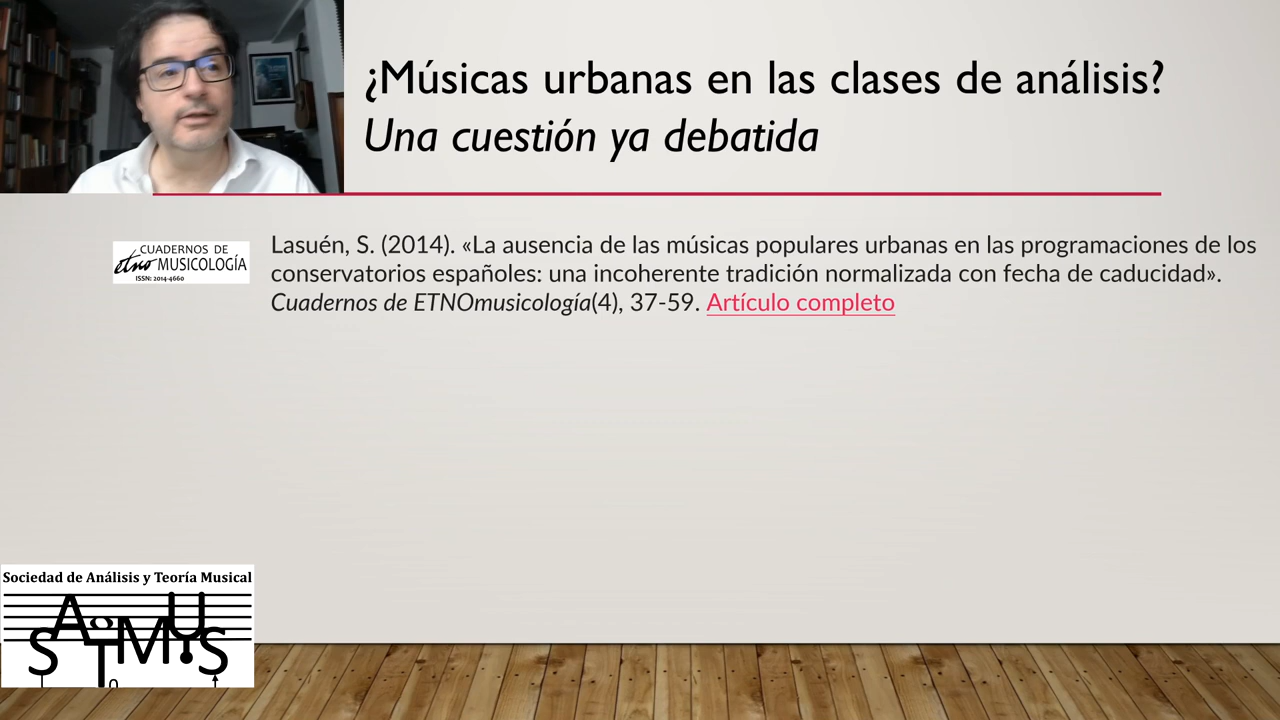 ¿Músicas urbanas en las clases de análisis?
Una cuestión ya debatida
CUADERNOS DE
etno MUSICOLOGÍA
ISSN: 2014-4660
Lasuén, S. (2014). «La ausencia de las músicas populares urbanas en las programaciones de los
conservatorios españoles: una incoherente tradición normalizada con fecha de caducidad».
Cuadernos de ETNOmusicología(4), 37-59. Artículo completo
Sociedad de Análisis y Teoría Musical
SATMUS